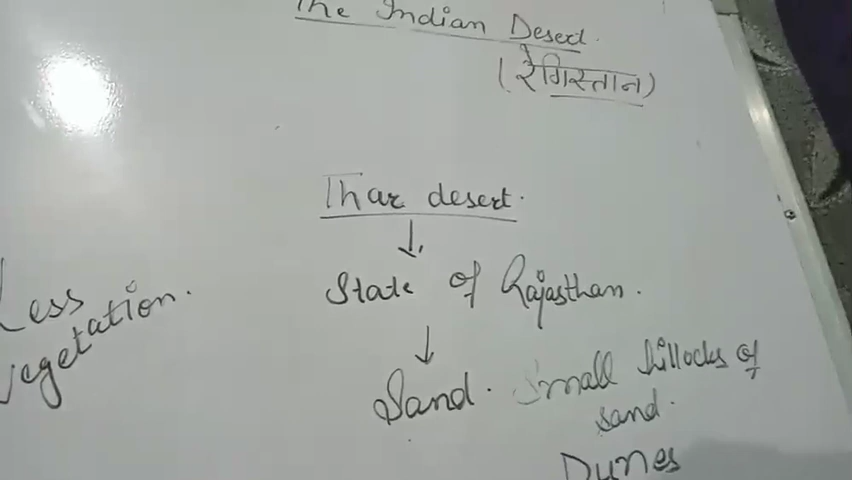 The Indian Desert.
(रेगिस्तान)
Thar desert.
State of Rajasthan.
Less
vegetation.
Sand. Small hillocks of
sand.
Dunes